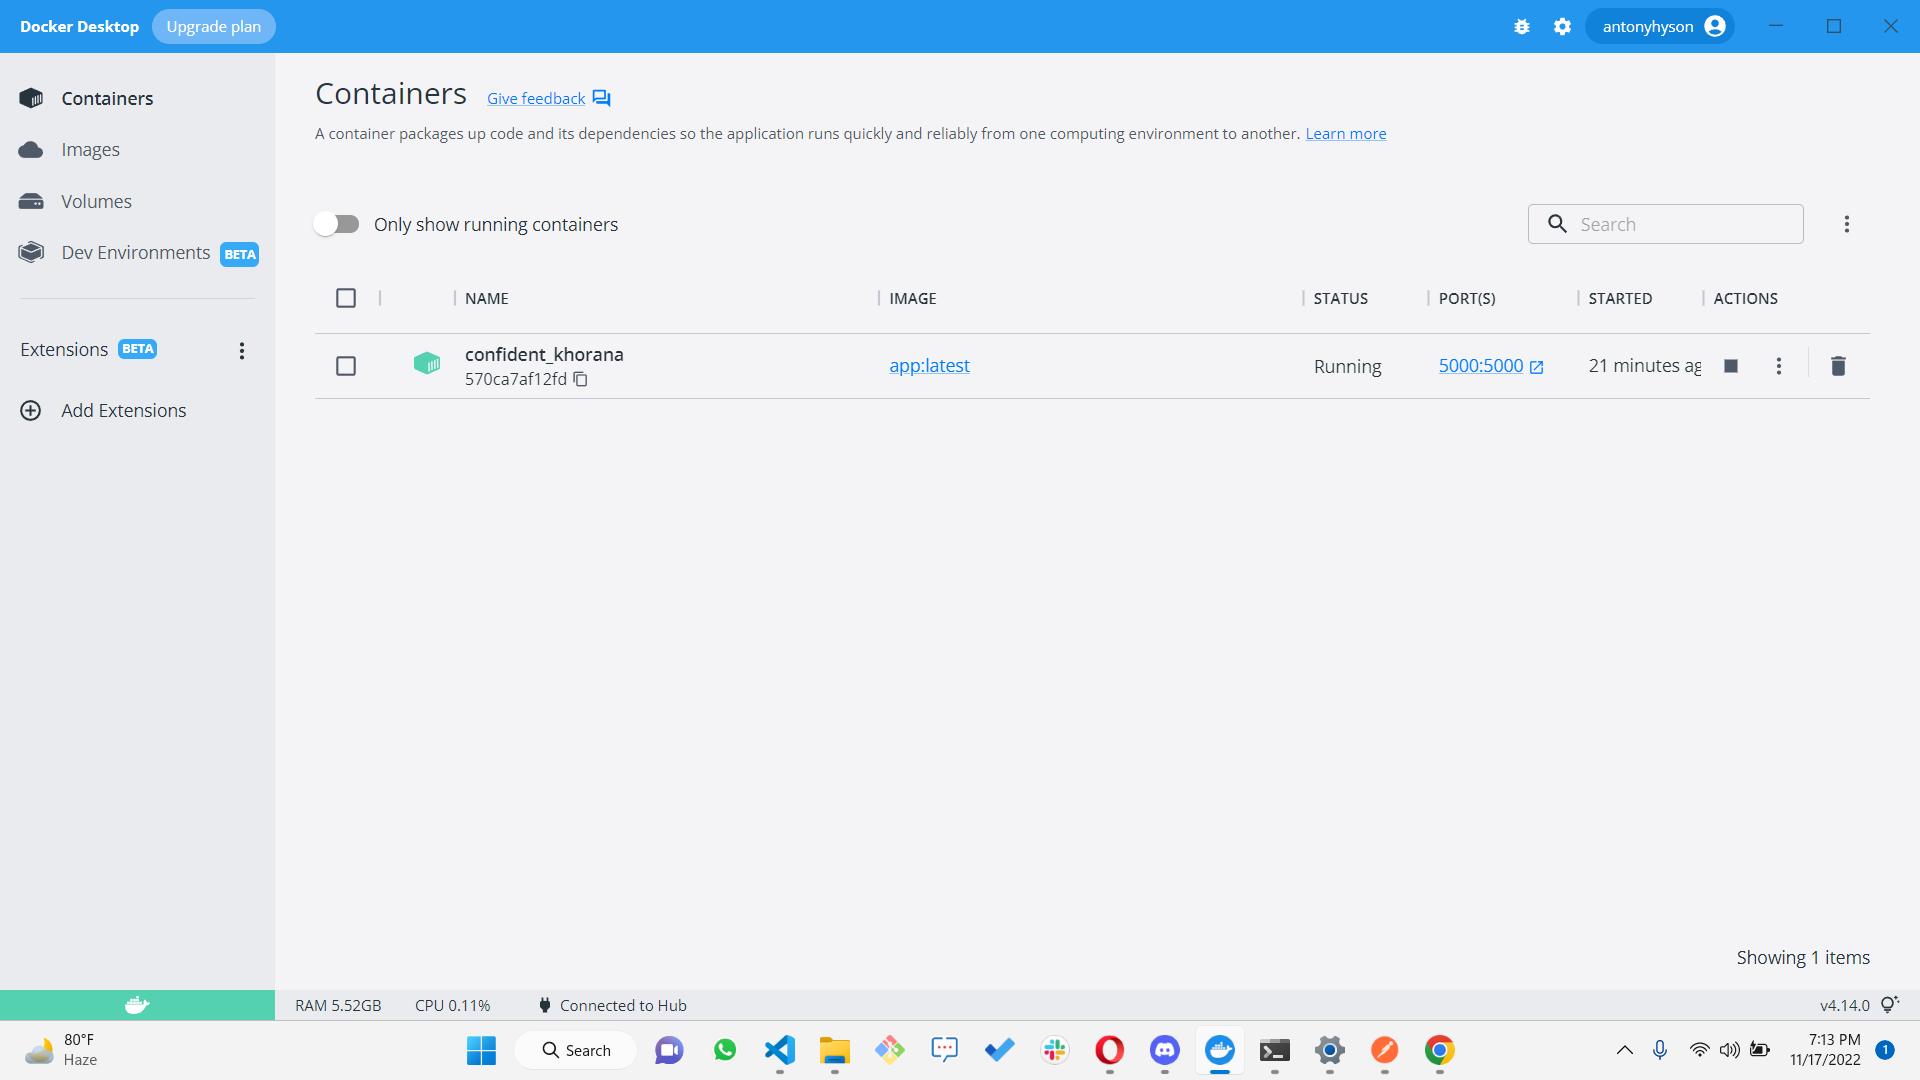 Docker Desktop Upgrade plan antonyhyson
Containers
Images
Volumes
Dev Environments BETA
Extensions BETA
Add Extensions
Containers Give feedback
A container packages up code and its dependencies so the application runs quickly and reliably from one computing environment to another. Learn more
Only show running containers Search
NAME IMAGE STATUS PORT(S) STARTED ACTIONS
confident_khorana app:latest Running 5000:5000 21 minutes ag
570ca7af12fd
Showing 1 items
RAM 5.52GB CPU 0.11% Connected to Hub v4.14.0
80°F
Haze
Search
7:13 PM
11/17/2022
1